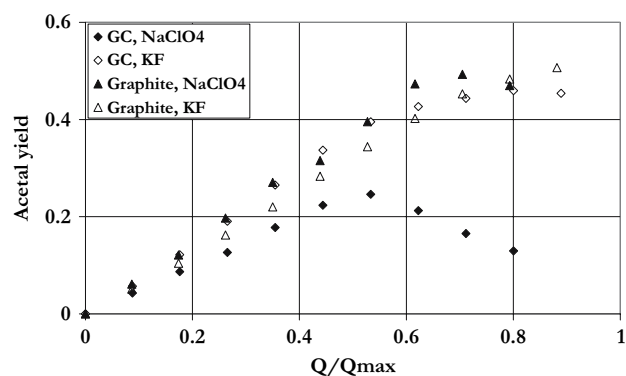 0.6
GC, NaClO4
GC, KF
Graphite, NaClO4
Graphite, KF
0.4
0.2
0
Acetal yield
0 0.2 0.4 0.6 0.8 1
Q/Qmax